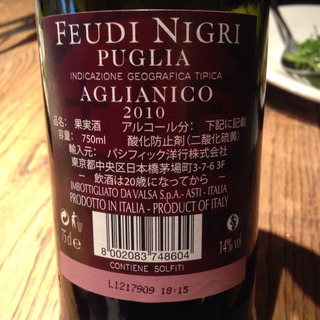 FEUDI NIGRI
PUGLIA
INDICAZIONE GEOGRAFICA TIPICA
AGLIANICO
2010
品名：果実酒　アルコール分：下記に記載
容量：750ml　酸化防止剤（二酸化硫黄）
輸入元：パシフィック洋行株式会社
東京都中央区日本橋茅場町3-7-6 3F
－飲酒は20歳になってから－
IMBOTTIGLIATO DA VALSA S.p.A. - ASTI - ITALIA
PRODOTTO IN ITALIA - PRODUCT OF ITALY
75cl e
14% vol
8 002083 748604
CONTIENE SOLFITI
L1217909 18:15